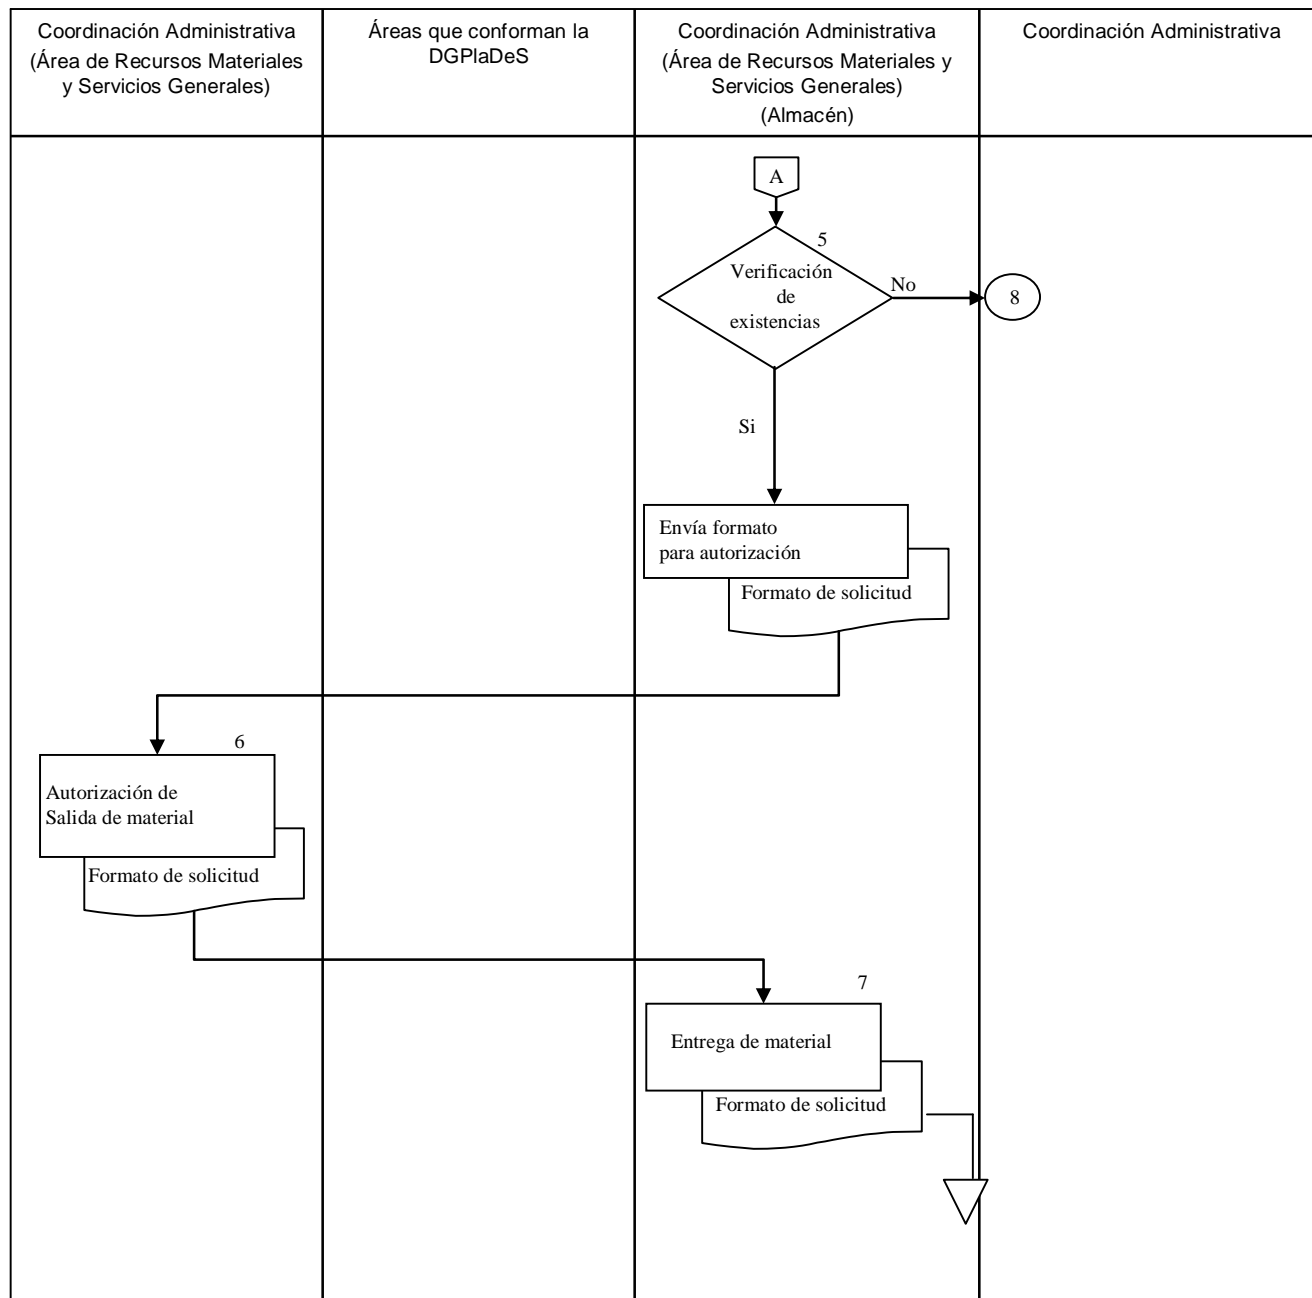 Coordinación Administrativa
(Área de Recursos Materiales
y Servicios Generales)
Áreas que conforman la
DGPlaDeS
Coordinación Administrativa
(Área de Recursos Materiales y
Servicios Generales)
(Almacén)
Coordinación Administrativa
A
5
Verificación
de
existencias
No
8
Si
Envía formato
para autorización
Formato de solicitud
6
Autorización de
Salida de material
Formato de solicitud
7
Entrega de material
Formato de solicitud